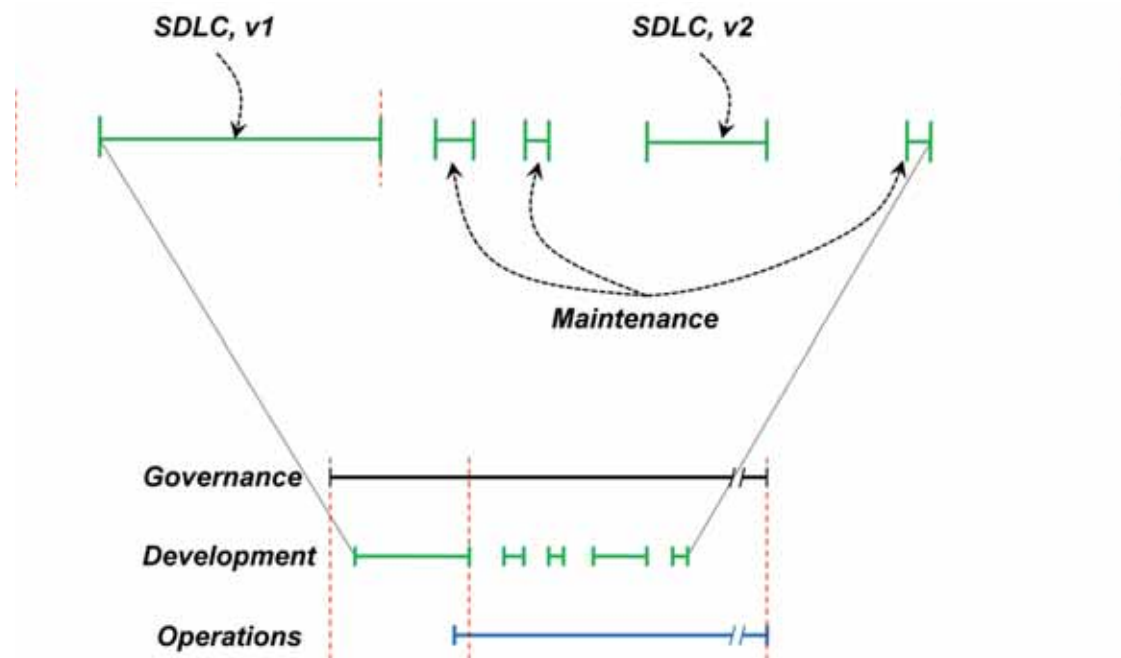 SDLC, v1
SDLC, v2
Maintenance
Governance
Development
Operations